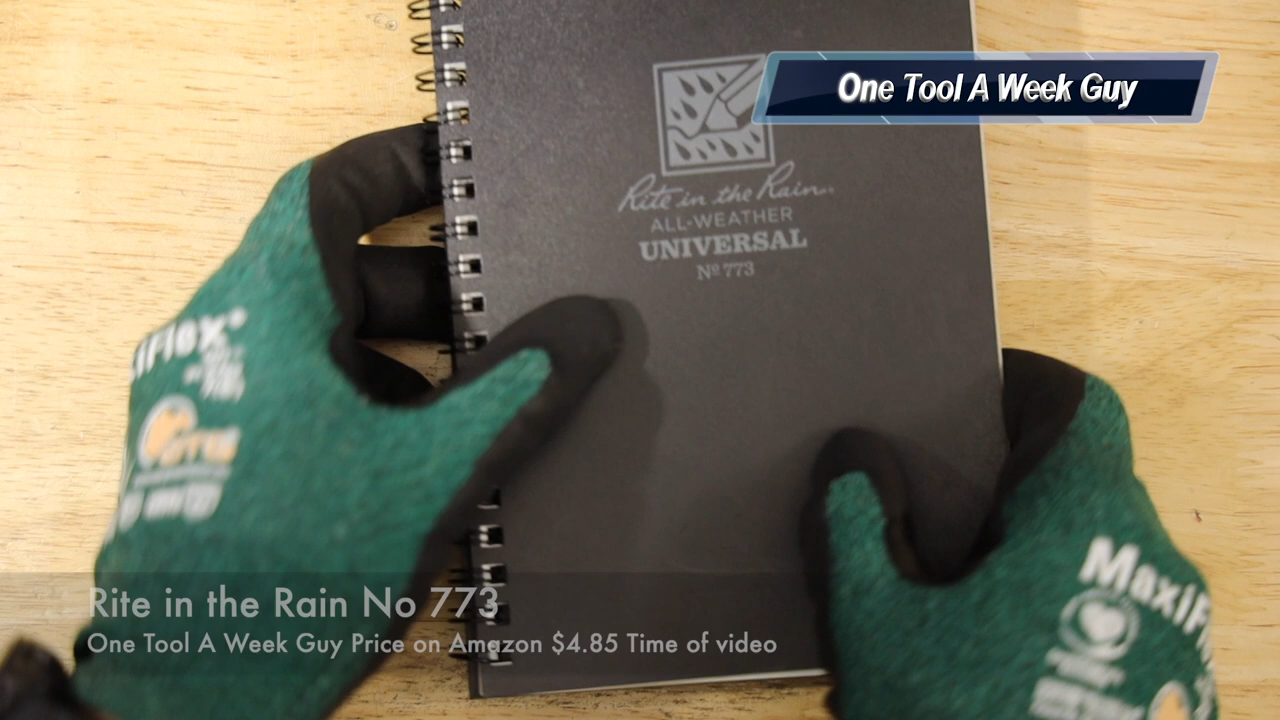 One Tool A Week Guy
Rite in the Rain
ALL-WEATHER
UNIVERSAL
Nº 773
MaxiF
Rite in the Rain No 773
One Tool A Week Guy Price on Amazon $4.85 Time of video